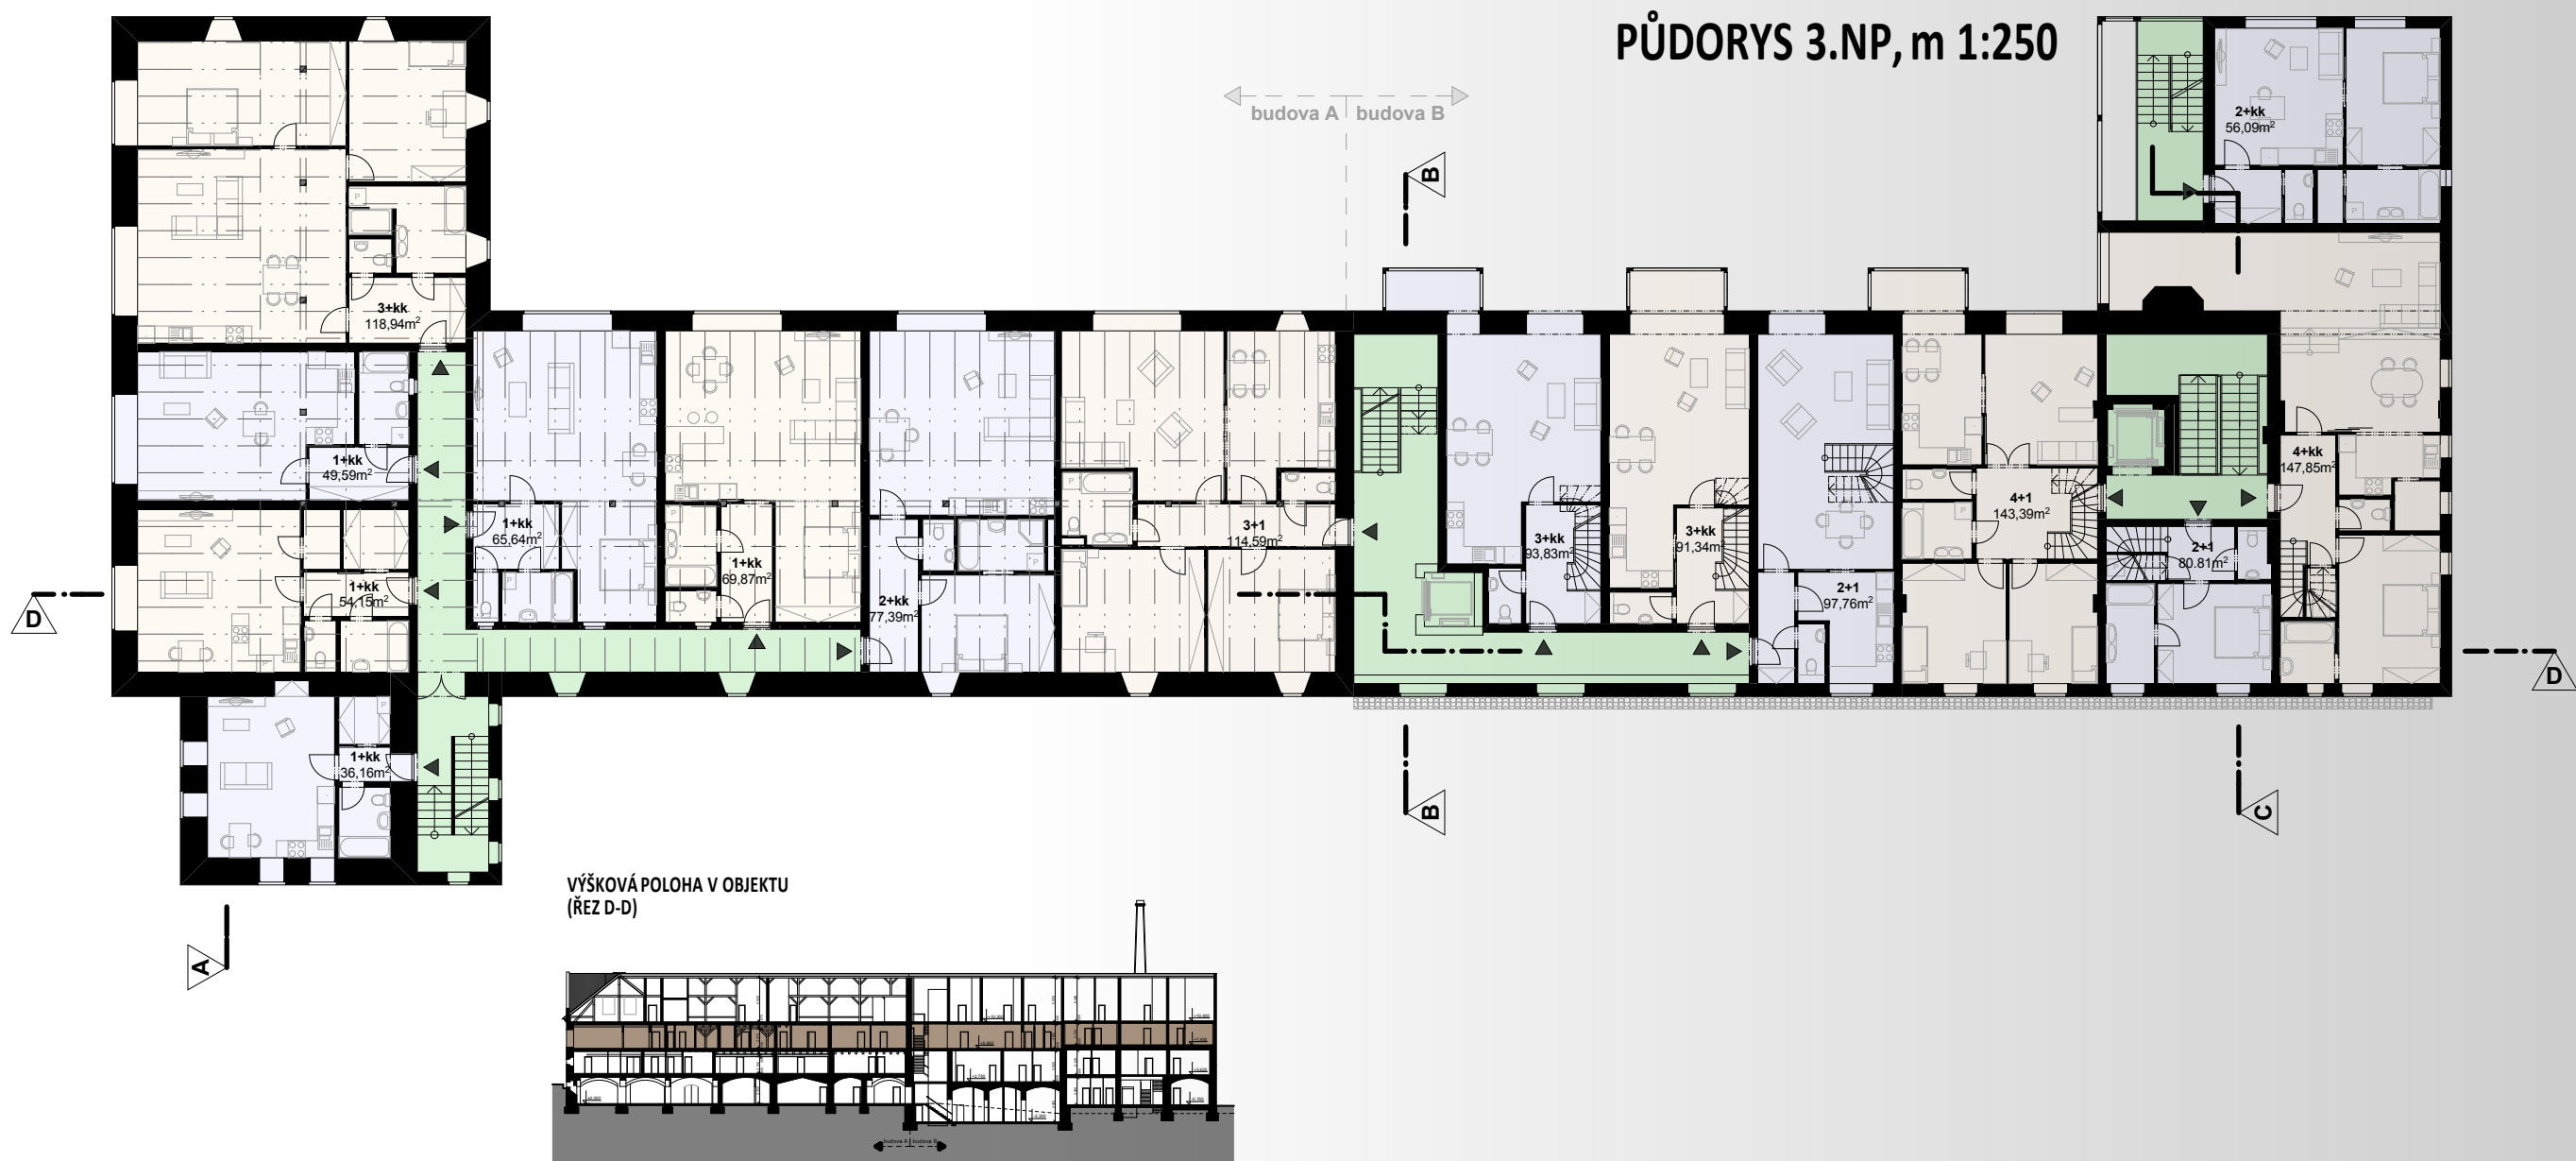 PŮDORYS 3.NP, m 1:250
budova A
budova B
B
2+kk
56,09m²
3+kk
118,94m²
1+kk
49,59m²
1+kk
54,15m²
1+kk
65,64m²
1+kk
69,87m²
2+kk
77,39m²
3+1
114,59m²
3+kk
93,83m²
3+kk
91,34m²
2+1
97,76m²
4+1
143,39m²
2+1
80.81m²
4+kk
147,85m²
D
D
1+kk
36,16m²
B
C
A
VÝŠKOVÁ POLOHA V OBJEKTU
(ŘEZ D-D)
budova A
budova B